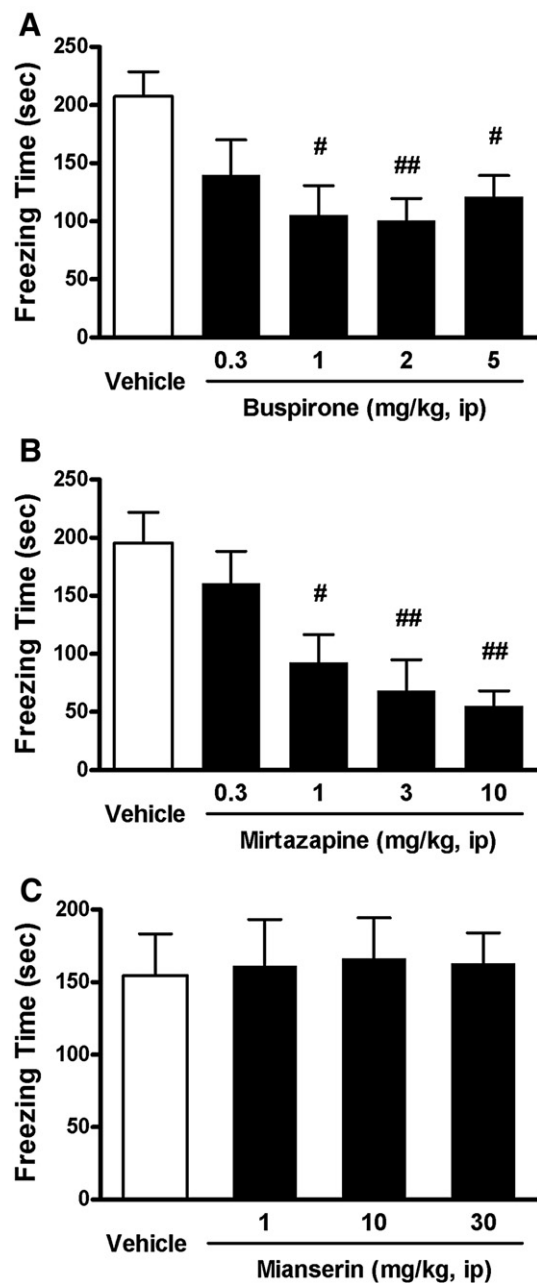 A
Freezing Time (sec)
250
200
150
100
50
0
#
##
#
Vehicle
0.3 1 2 5
Buspirone (mg/kg, ip)
B
Freezing Time (sec)
250
200
150
100
50
0
#
##
##
Vehicle
0.3 1 3 10
Mirtazapine (mg/kg, ip)
C
Freezing Time (sec)
200
150
100
50
0
Vehicle
1 10 30
Mianserin (mg/kg, ip)